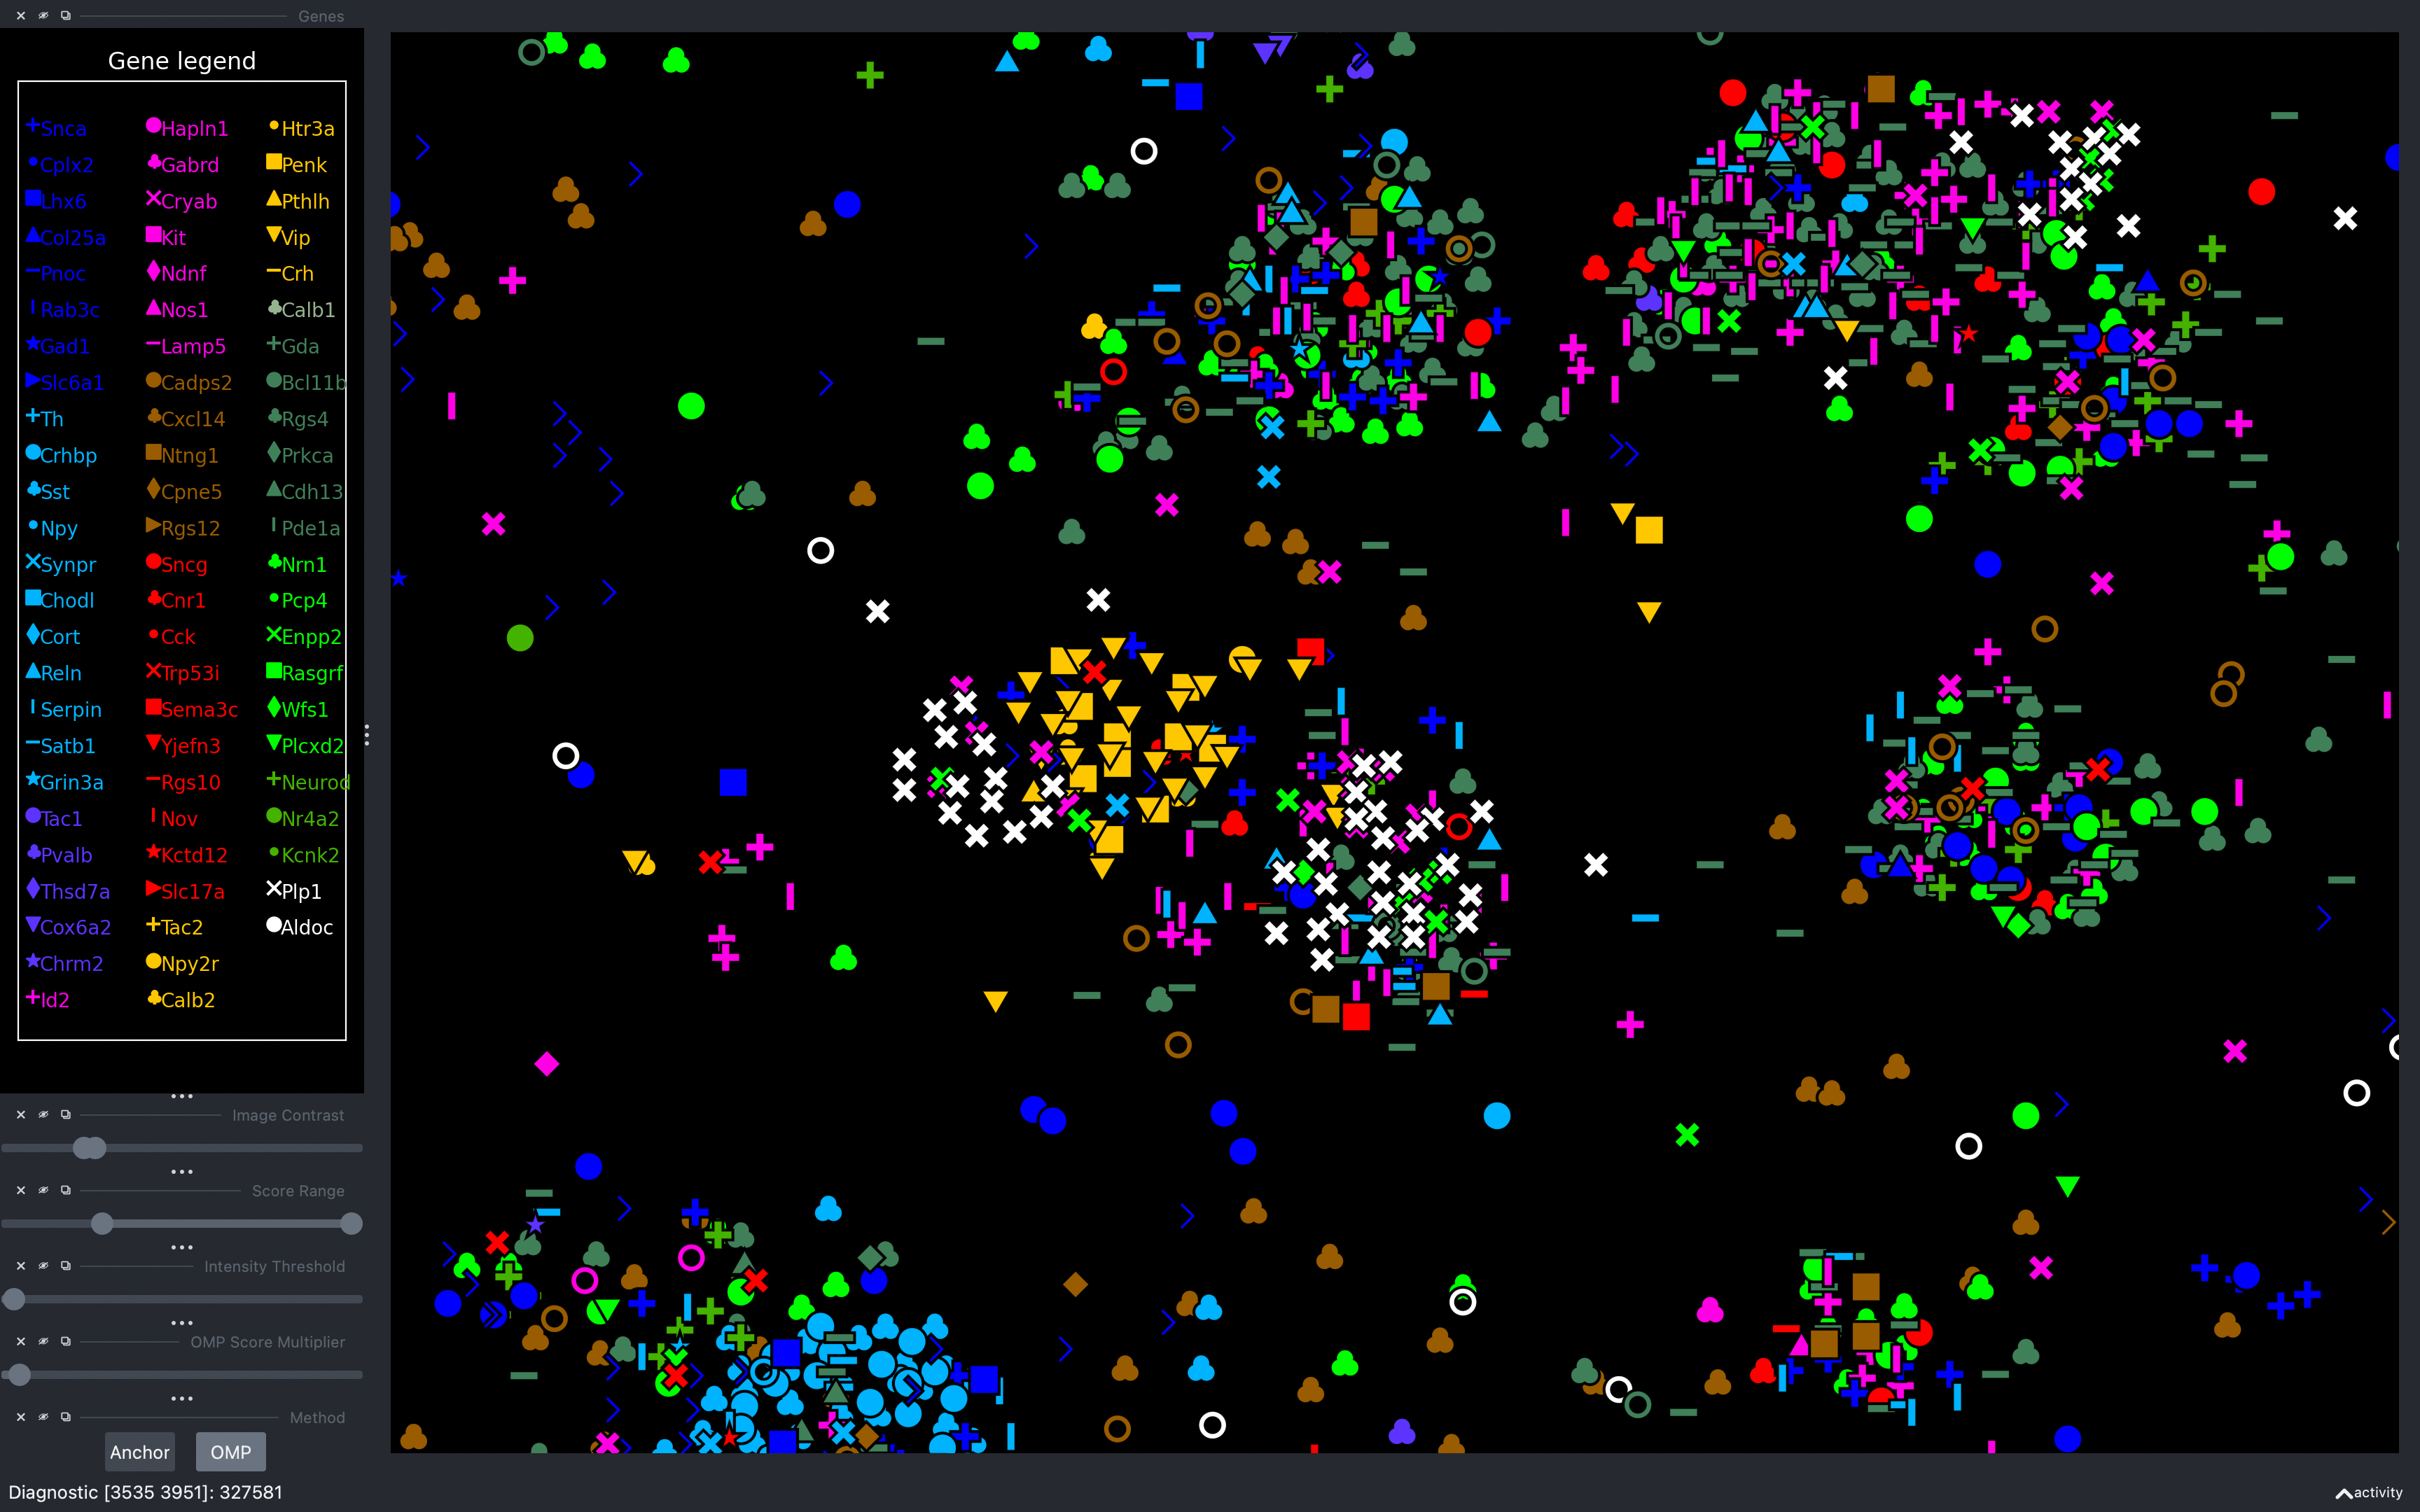 Genes
Gene legend
Snca Hapln1 Htr3a
Cplx2 Gabrd Penk
Lhx6 Cryab Pthlh
Col25a Kit Vip
Pnoc Ndnf Crh
Rab3c Nos1 Calb1
Gad1 Lamp5 Gda
Slc6a1 Cadps2 Bcl11b
Th Cxcl14 Rgs4
Crhbp Ntng1 Prkca
Sst Cpne5 Cdh13
Npy Rgs12 Pde1a
Synpr Sncg Nrn1
Chodl Cnr1 Pcp4
Cort Cck Enpp2
Reln Trp53i Rasgrf
Serpin Sema3c Wfs1
Satb1 Yjefn3 Plcxd2
Grin3a Rgs10 Neurod
Tac1 Nov Nr4a2
Pvalb Kctd12 Kcnk2
Thsd7a Slc17a Plp1
Cox6a2 Tac2 Aldoc
Chrm2 Npy2r
Id2 Calb2
Image Contrast
Score Range
Intensity Threshold
OMP Score Multiplier
Method
Anchor OMP
Diagnostic [3535 3951]: 327581
activity